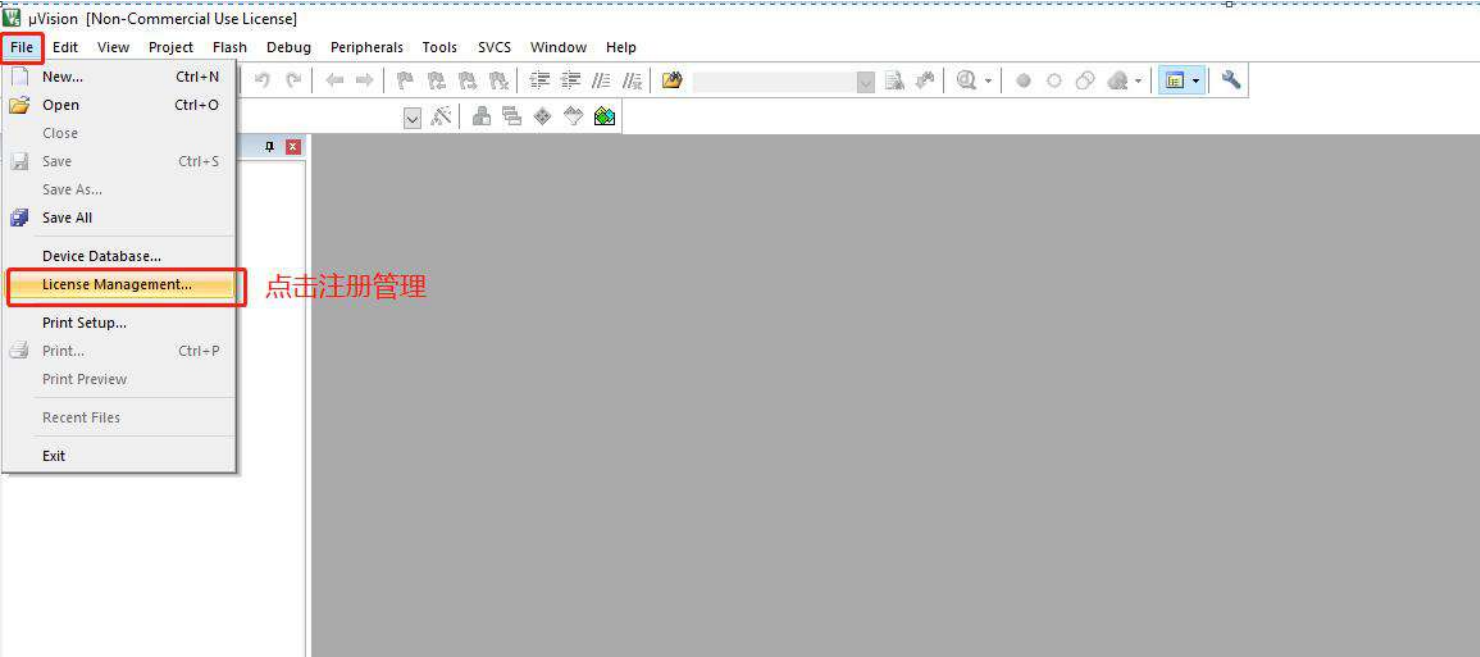 µVision [Non-Commercial Use License]
File Edit View Project Flash Debug Peripherals Tools SVCS Window Help
New... Ctrl+N
Open Ctrl+O
Close
Save Ctrl+S
Save As...
Save All
Device Database...
License Management...
点击注册管理
Print Setup...
Print... Ctrl+P
Print Preview
Recent Files
Exit